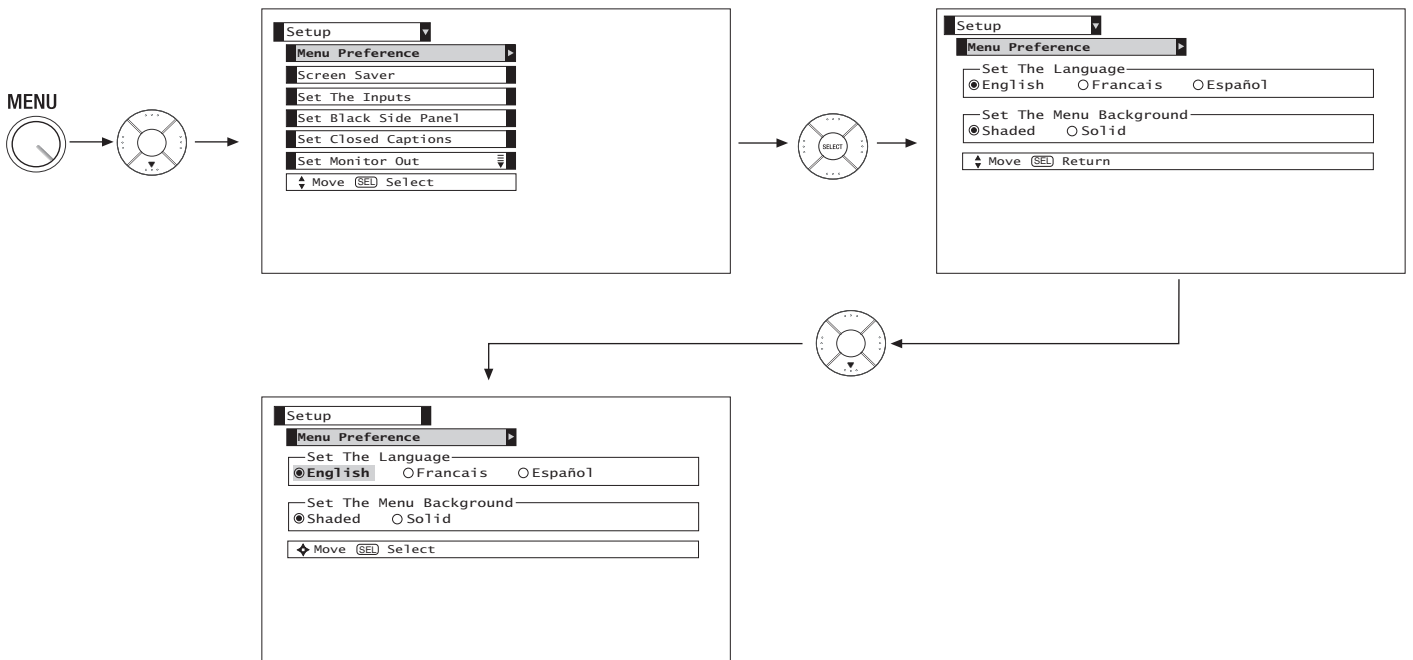 MENU
Setup
Menu Preference
Screen Saver
Set The Inputs
Set Black Side Panel
Set Closed Captions
Set Monitor Out
Move SEL Select
SELECT
Setup
Menu Preference
Set The Language
English Francais Español
Set The Menu Background
Shaded Solid
Move SEL Return
Setup
Menu Preference
Set The Language
English Francais Español
Set The Menu Background
Shaded Solid
Move SEL Select